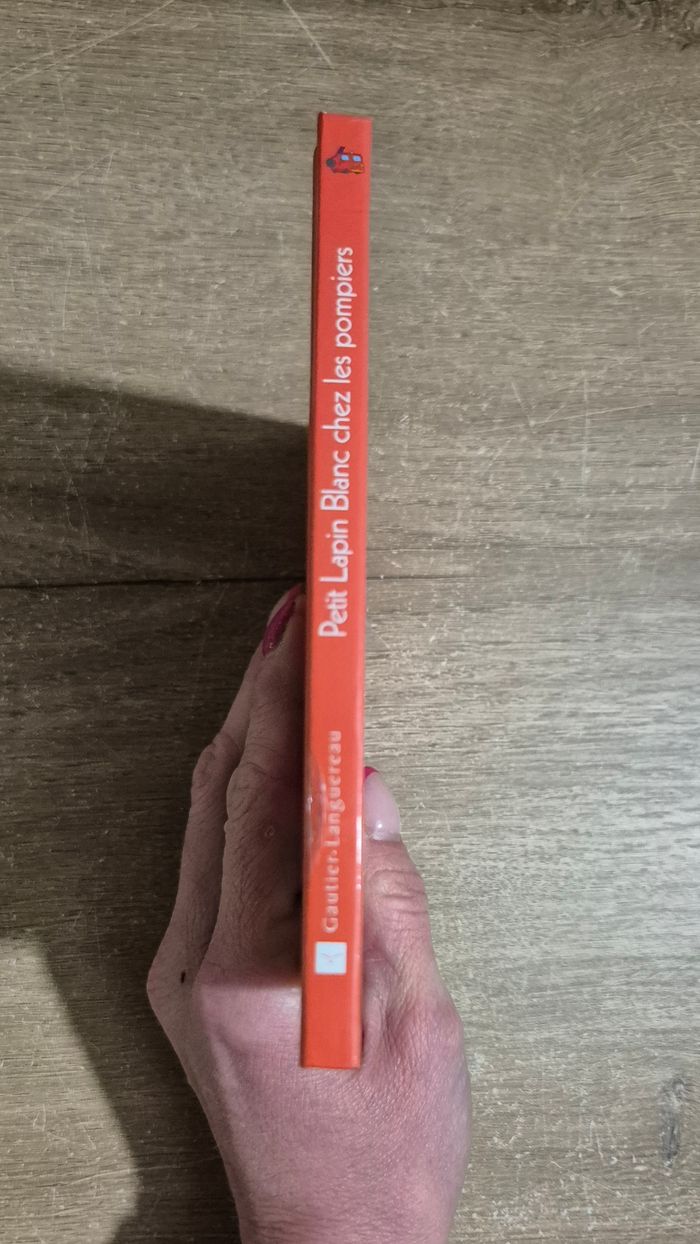 Petit Lapin Blanc chez les pompiers
Gautier-Languereau